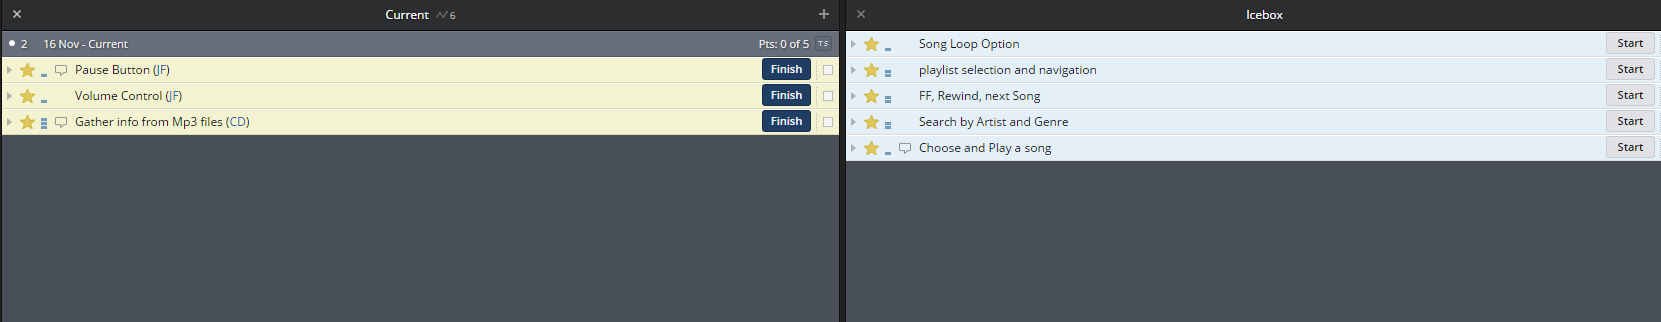 Current 6
2 16 Nov - Current Pts: 0 of 5 TS
Pause Button (JF) Finish
Volume Control (JF) Finish
Gather info from Mp3 files (CD) Finish
Icebox
Song Loop Option Start
playlist selection and navigation Start
FF, Rewind, next Song Start
Search by Artist and Genre Start
Choose and Play a song Start